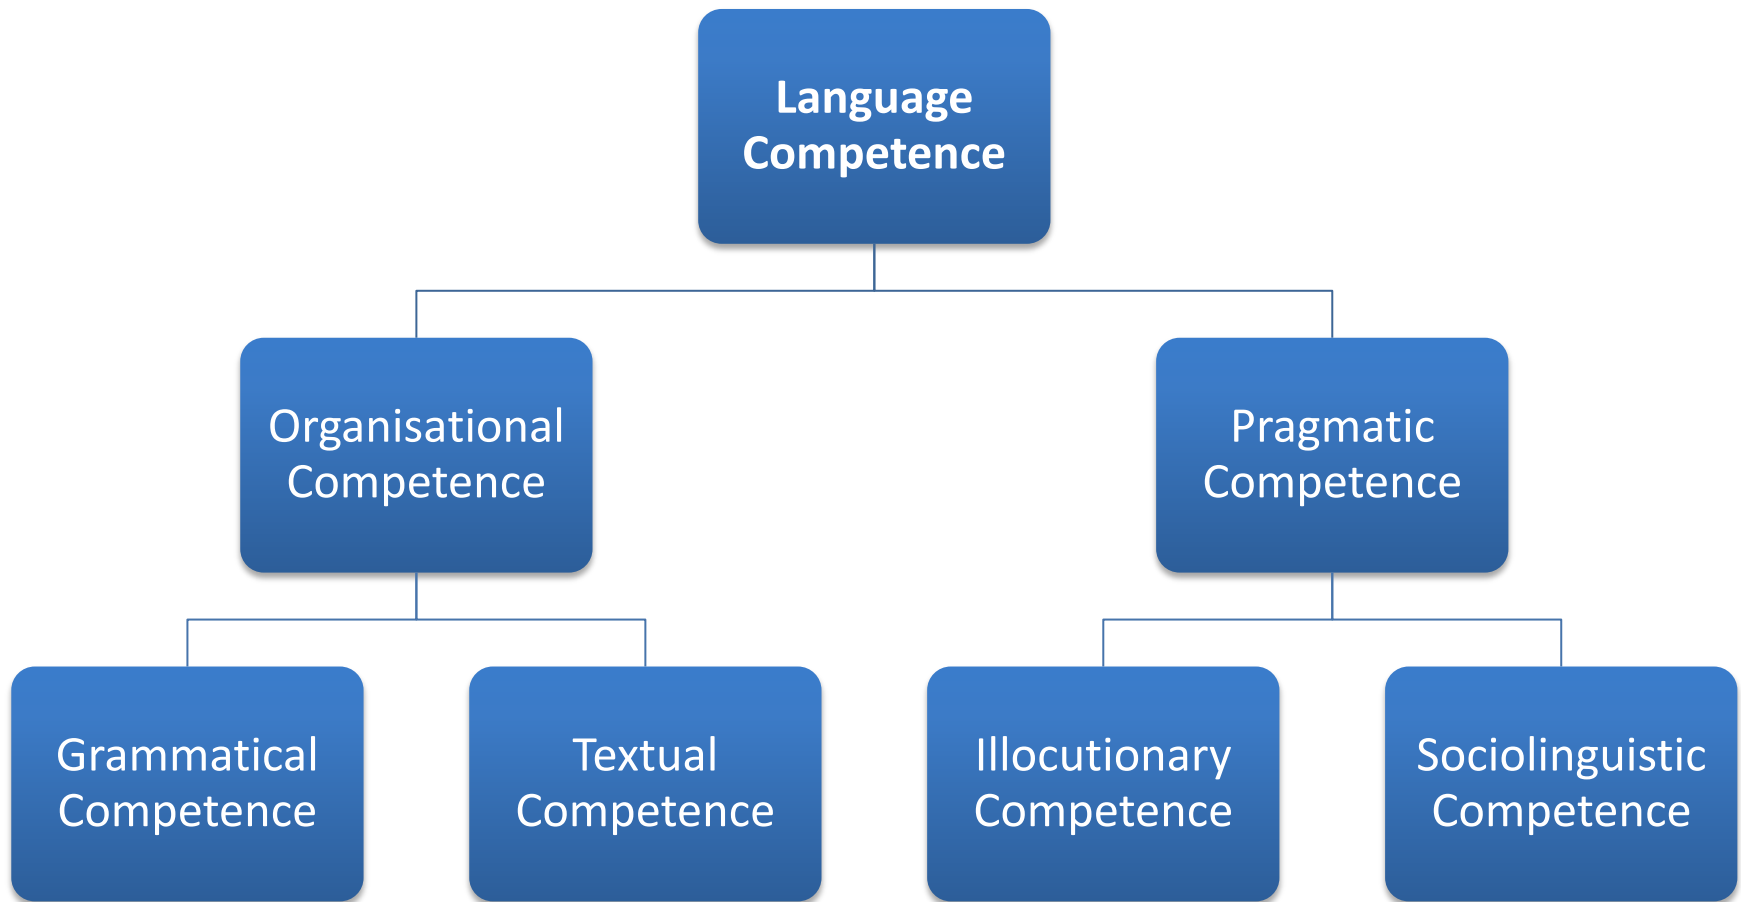 Language
Competence
Organisational
Competence
Pragmatic
Competence
Grammatical
Competence
Textual
Competence
Illocutionary
Competence
Sociolinguistic
Competence